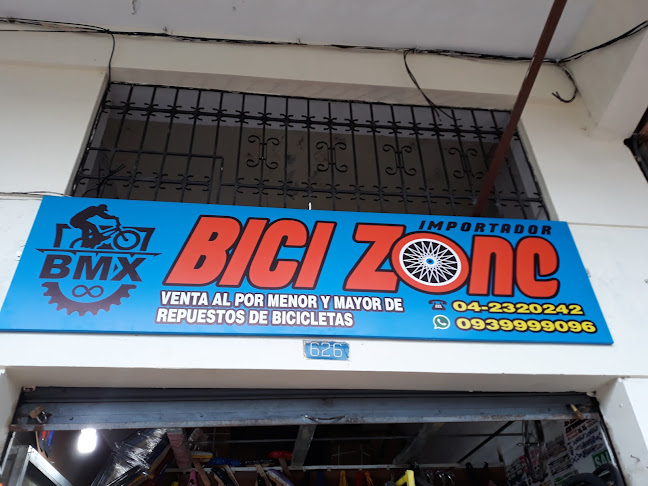 BMX
IMPORTADOR
BICI ZONE
VENTA AL POR MENOR Y MAYOR DE
REPUESTOS DE BICICLETAS
04-2320242
0939999096
626